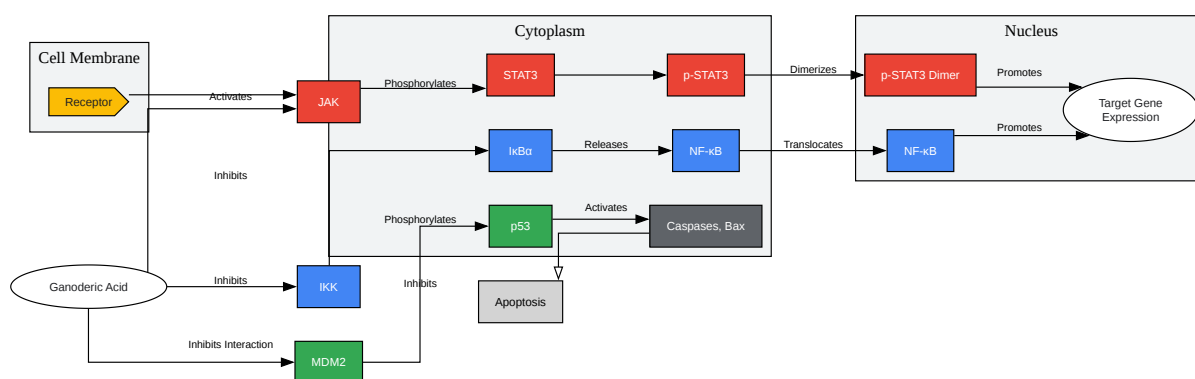 Cytoplasm
Nucleus
Cell Membrane
STAT3
p-STAT3
Dimerizes
p-STAT3 Dimer
Promotes
Phosphorylates
Receptor
Activates
JAK
Target Gene
Expression
Promotes
IκBα
Releases
NF-κB
Translocates
NF-κB
Inhibits
Phosphorylates
p53
Activates
Caspases, Bax
Ganoderic Acid
Inhibits
IKK
Inhibits
Apoptosis
Inhibits Interaction
MDM2